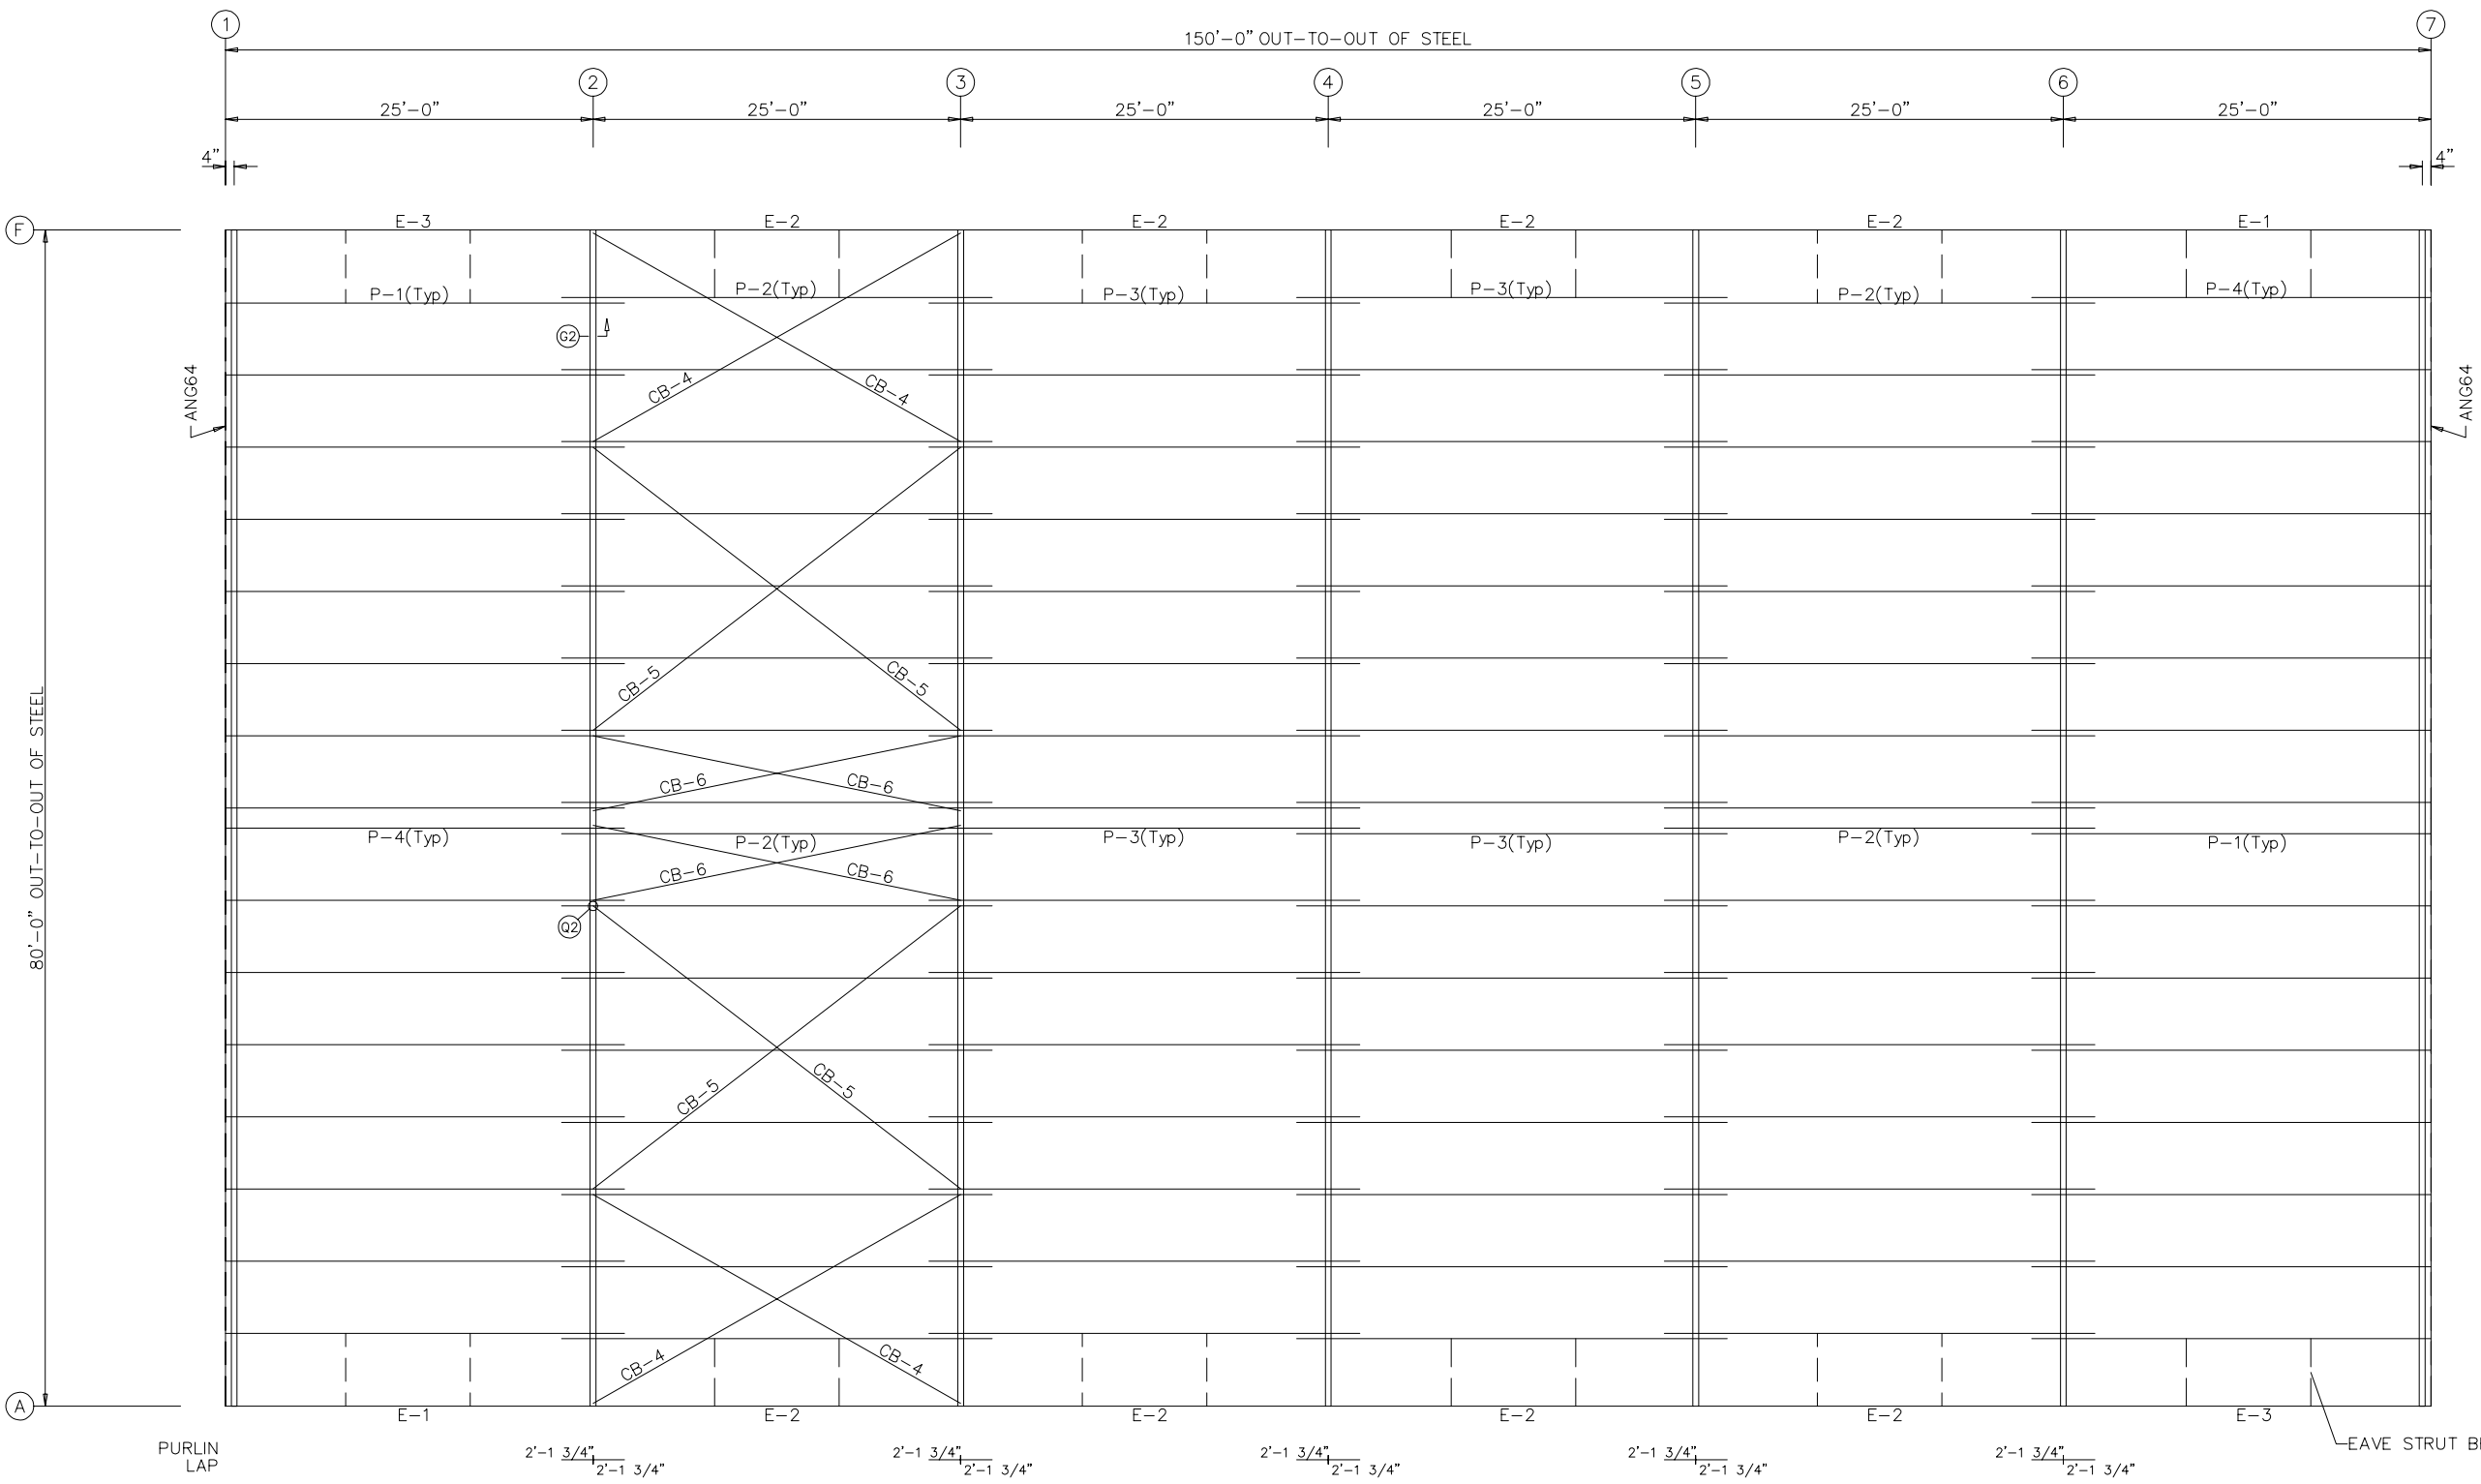 1
7
150'-0" OUT-TO-OUT OF STEEL
2
3
4
5
6
25'-0"
25'-0"
25'-0"
25'-0"
25'-0"
25'-0"
4"
4"
F
E-3
E-2
E-2
E-2
E-2
E-1
P-1(Typ)
P-2(Typ)
P-3(Typ)
P-3(Typ)
P-2(Typ)
P-4(Typ)
G2
ANG64
ANG64
CB-4
CB-4
CB-5
CB-5
80'-0" OUT-TO-OUT OF STEEL
CB-6
CB-6
P-4(Typ)
P-2(Typ)
P-3(Typ)
P-3(Typ)
P-2(Typ)
P-1(Typ)
CB-6
CB-6
Q2
CB-5
CB-5
CB-4
CB-4
A
E-1
E-2
E-2
E-2
E-2
E-3
EAVE STRUT
PURLIN
LAP
2'-1 3/4"
2'-1 3/4"
2'-1 3/4"
2'-1 3/4"
2'-1 3/4"
2'-1 3/4"
2'-1 3/4"
2'-1 3/4"
2'-1 3/4"
2'-1 3/4"